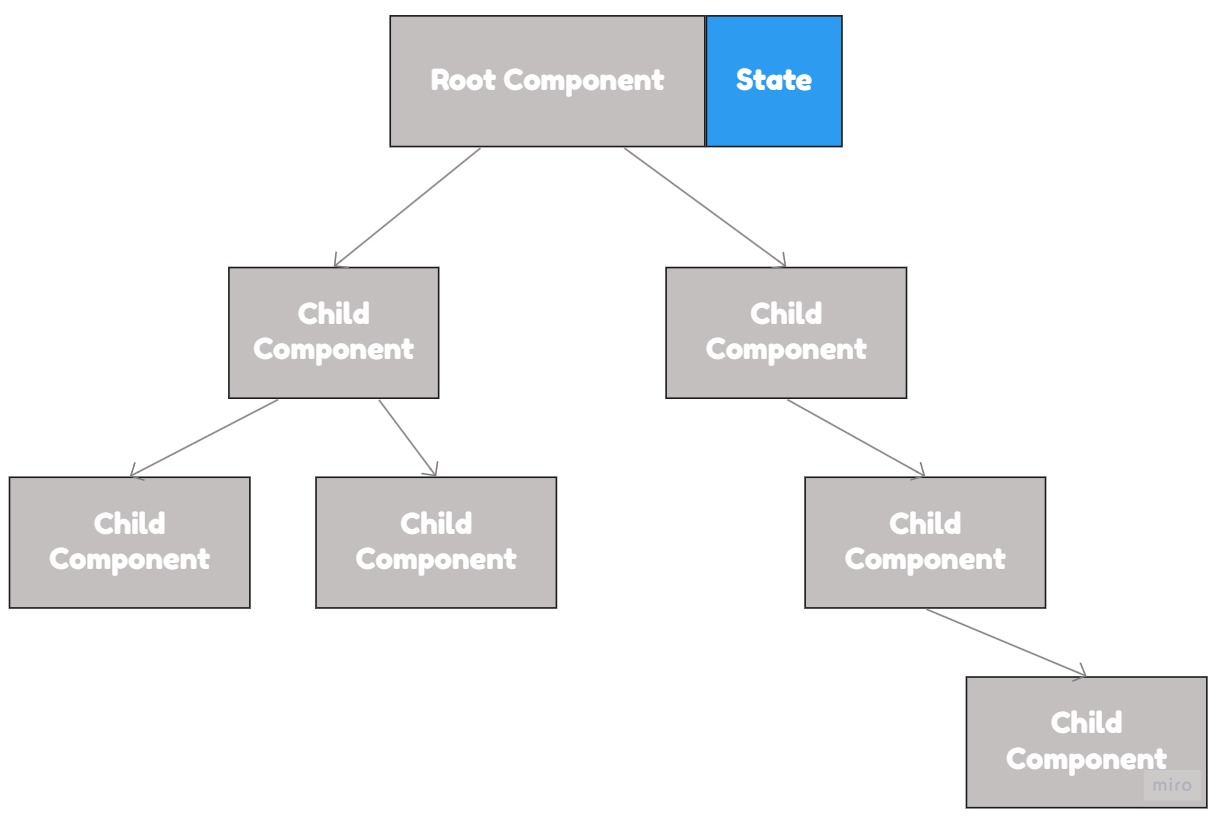 Root Component
State
Child
Component
Child
Component
Child
Component
Child
Component
Child
Component
Child
Component
miro